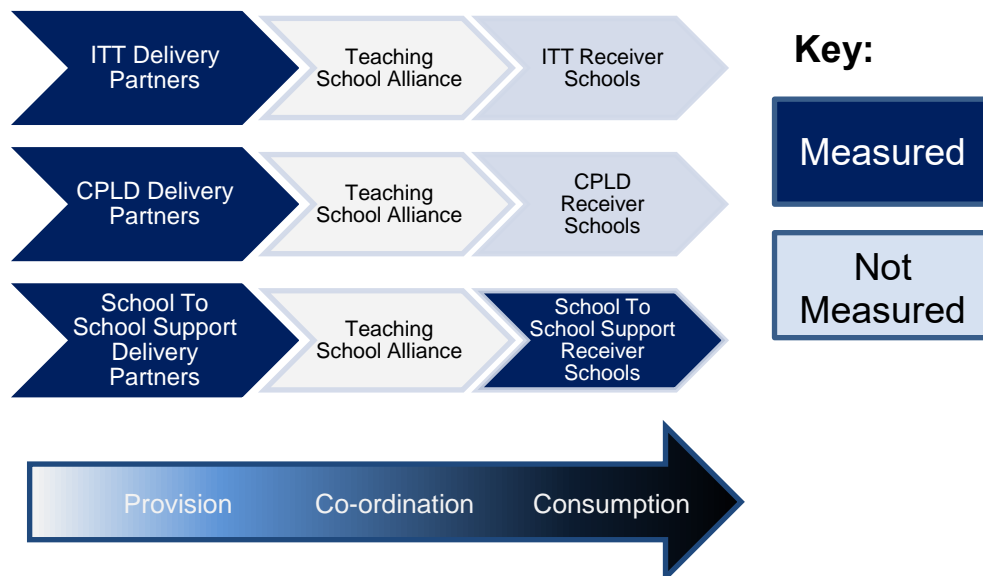 ITT Delivery
Partners
Teaching
School Alliance
ITT Receiver
Schools
Key:
Measured
CPLD Delivery
Partners
Teaching
School Alliance
CPLD
Receiver
Schools
Not
Measured
School To
School Support
Delivery
Partners
Teaching
School Alliance
School To
School Support
Receiver
Schools
Provision
Co-ordination
Consumption